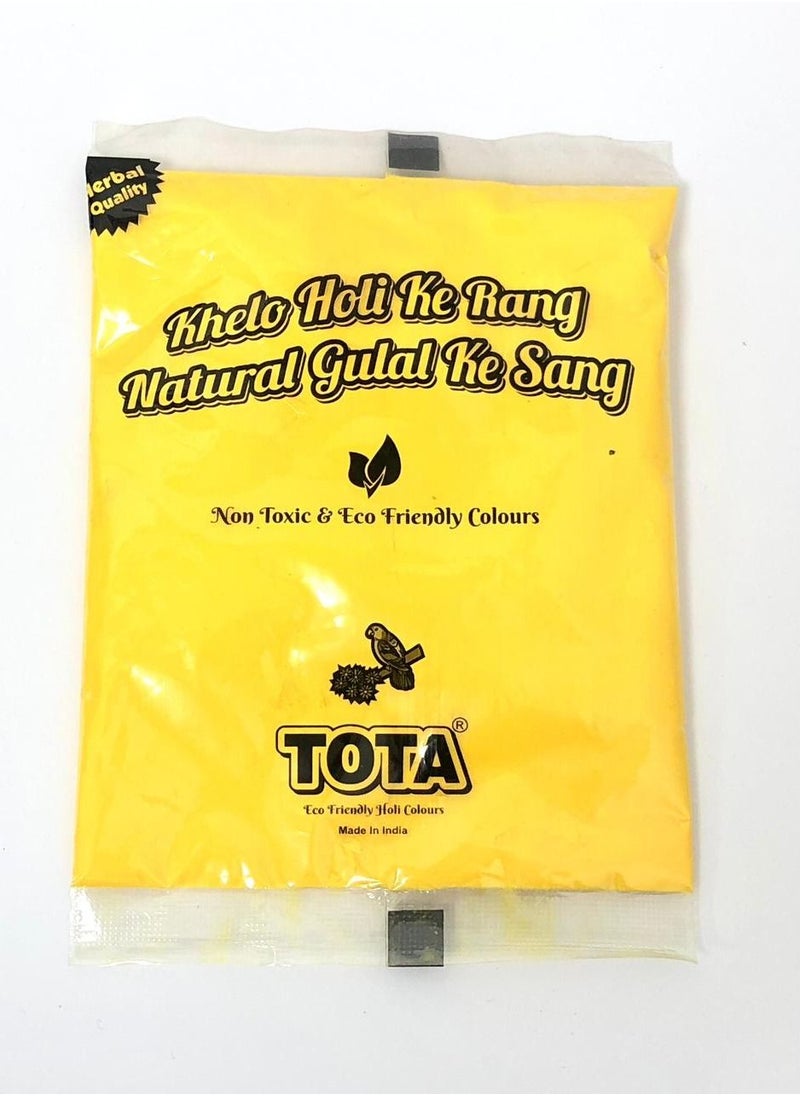 Herbal
Quality
Khelo Holi Ke Rang
Natural Gulal Ke Sang
Non Toxic & Eco Friendly Colours
TOTA®
Eco Friendly Holi Colours
Made In India